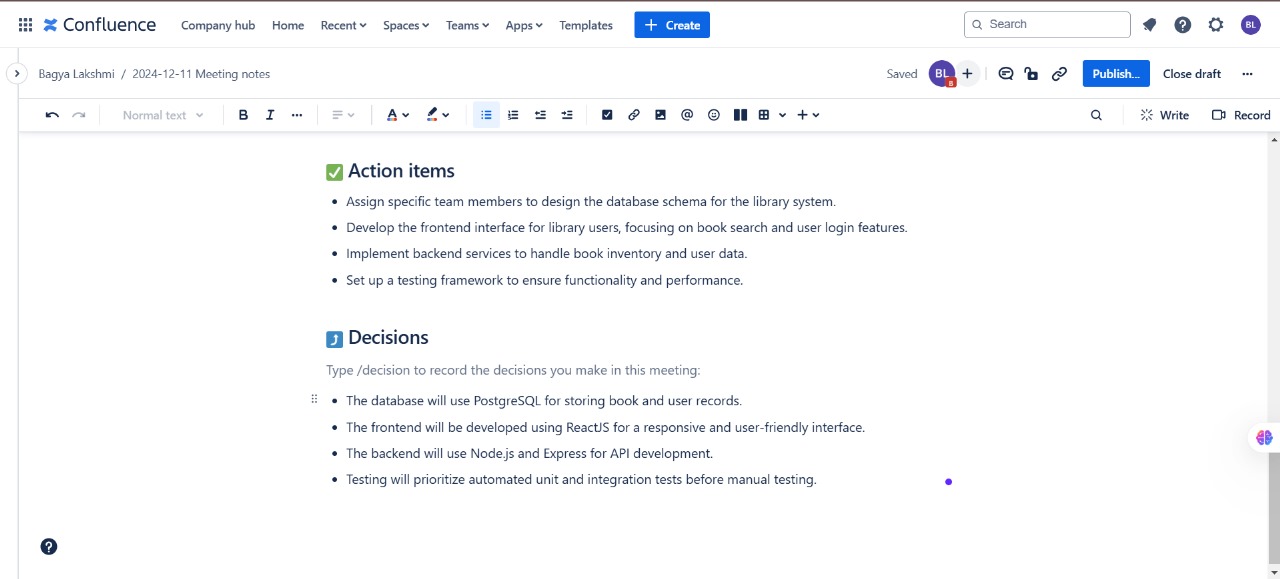 Confluence Company hub Home Recent Spaces Teams Apps Templates + Create Search BL
Bagya Lakshmi / 2024-12-11 Meeting notes Saved BL B + Publish... Close draft
Normal text B I A Write Record
Action items
• Assign specific team members to design the database schema for the library system.
• Develop the frontend interface for library users, focusing on book search and user login features.
• Implement backend services to handle book inventory and user data.
• Set up a testing framework to ensure functionality and performance.
Decisions
Type /decision to record the decisions you make in this meeting:
• The database will use PostgreSQL for storing book and user records.
• The frontend will be developed using ReactJS for a responsive and user-friendly interface.
• The backend will use Node.js and Express for API development.
• Testing will prioritize automated unit and integration tests before manual testing.